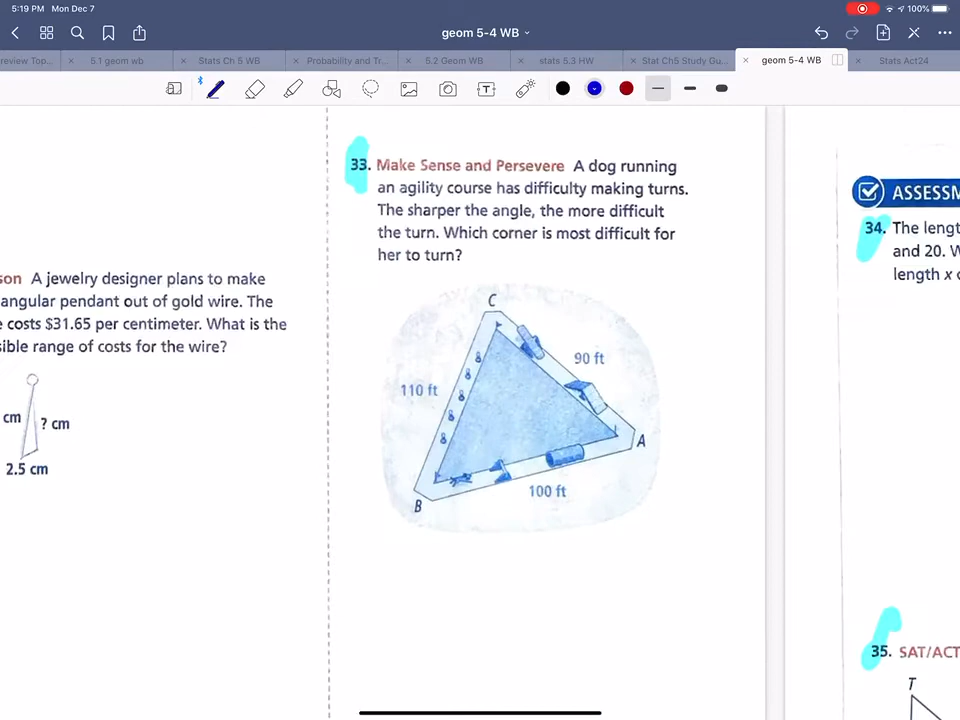 5:19 PM Mon Dec 7
100%
geom 5-4 WB
review Top...
5.1 geom wb
Stats Ch 5 WB
Probability and Tr...
5.2 Geom WB
stats 5.3 HW
Stat Ch5 Study Gu...
geom 5-4 WB
Stats Act24
T
33. Make Sense and Persevere A dog running
an agility course has difficulty making turns.
The sharper the angle, the more difficult
the turn. Which corner is most difficult for
her to turn?
C
90 ft
110 ft
A
100 ft
B
son A jewelry designer plans to make
angular pendant out of gold wire. The
e costs $31.65 per centimeter. What is the
sible range of costs for the wire?
cm
? cm
2.5 cm
ASSESSM
34. The lengt
and 20. W
length x o
35. SAT/ACT
T